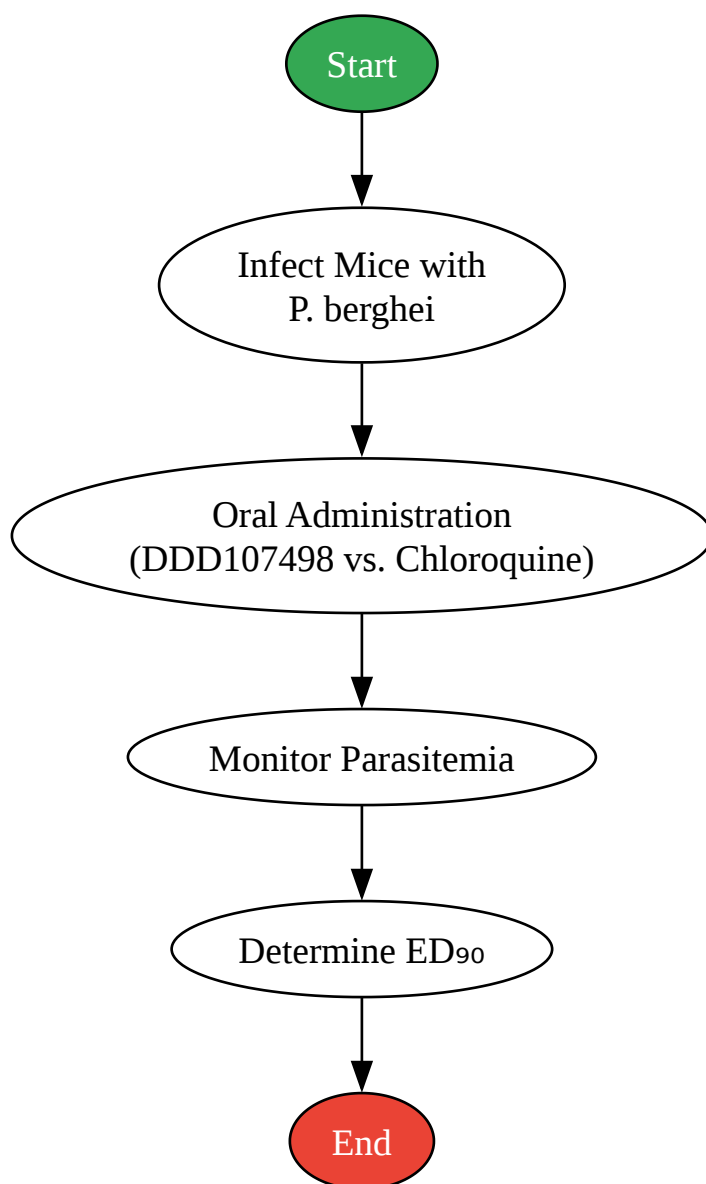 Start
Infect Mice with
P. berghei
Oral Administration
(DDD107498 vs. Chloroquine)
Monitor Parasitemia
Determine ED₉₀
End